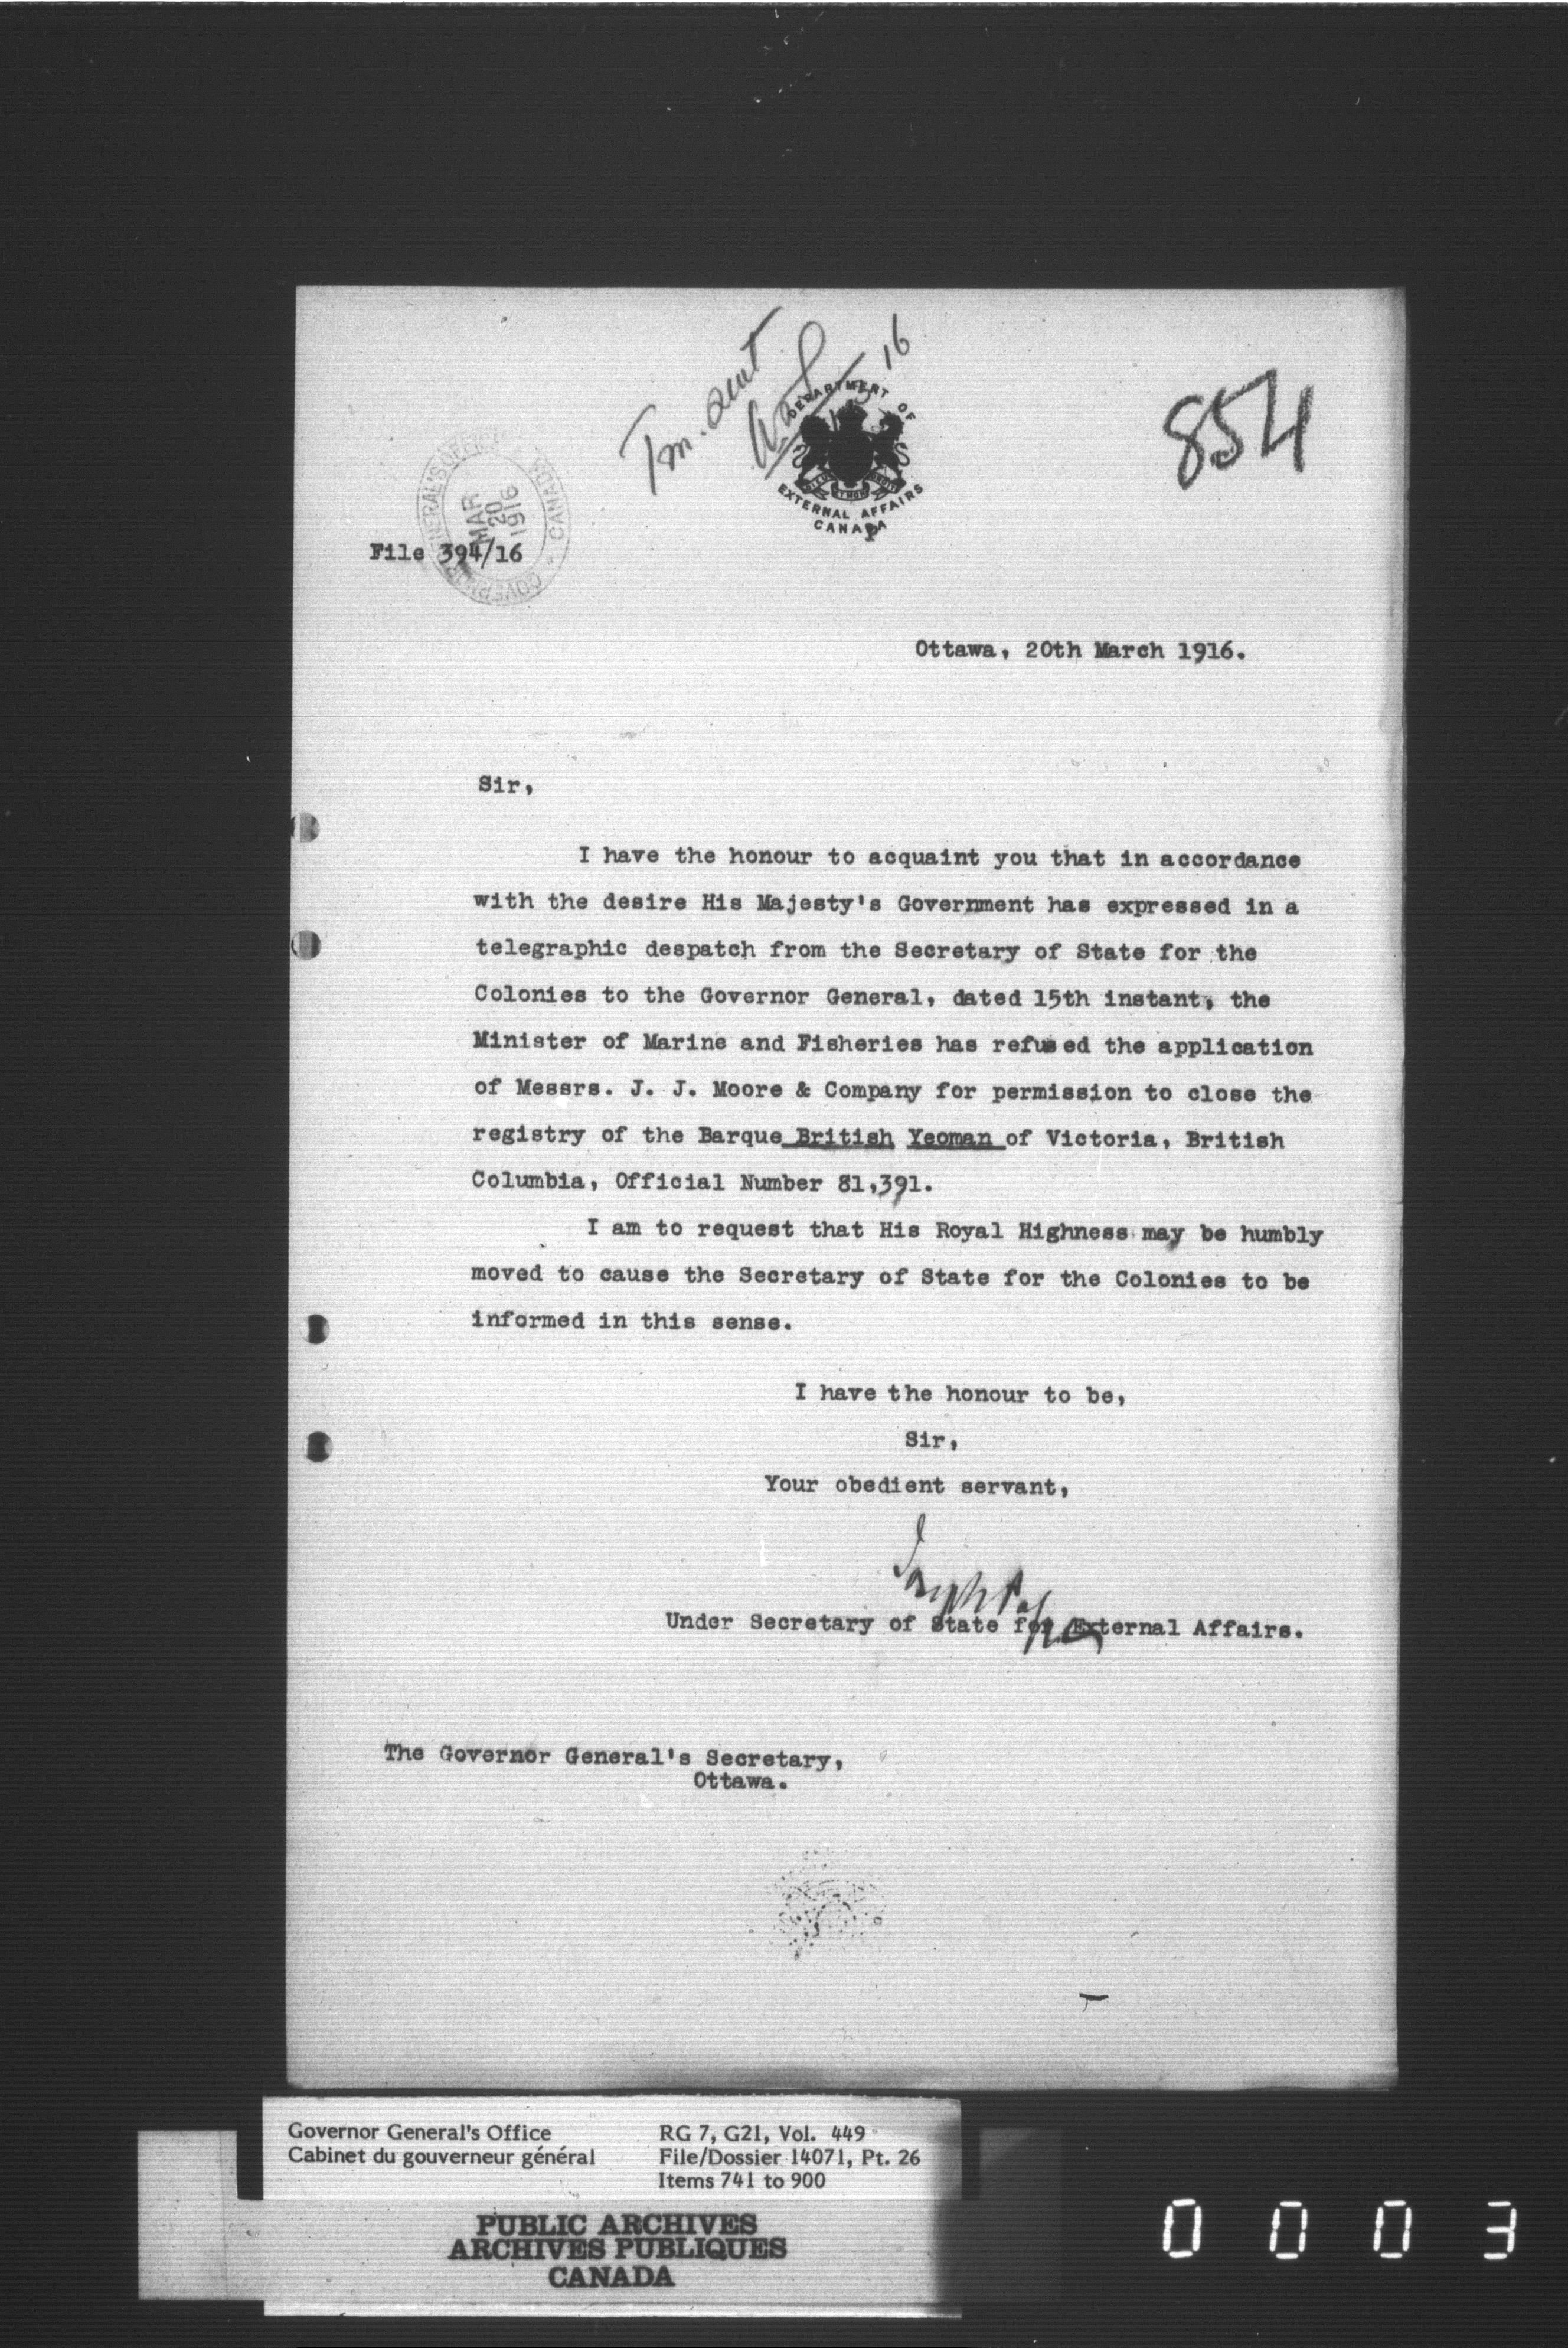 16
854
DEPARTMENT OF
EXTERNAL AFFAIRS
CANADA
GOVERNOR GENERAL'S OFFICE
CANADA
MAR
20
1916
File 394/16
Ottawa, 20th March 1916.
Sir,
I have the honour to acquaint you that in accordance
with the desire His Majesty's Government has expressed in a
telegraphic despatch from the Secretary of State for the
Colonies to the Governor General, dated 15th instant, the
Minister of Marine and Fisheries has refused the application
of Messrs. J. J. Moore & Company for permission to close the
registry of the Barque British Yeoman of Victoria, British
Columbia, Official Number 81,391.
I am to request that His Royal Highness may be humbly
moved to cause the Secretary of State for the Colonies to be
informed in this sense.
I have the honour to be,
Sir,
Your obedient servant,
Joseph Pope
Under Secretary of State for External Affairs.
The Governor General's Secretary,
Ottawa.
Governor General's Office
Cabinet du gouverneur général
RG 7, G21, Vol. 449
File/Dossier 14071, Pt. 26
Items 741 to 900
PUBLIC ARCHIVES
ARCHIVES PUBLIQUES
CANADA
0003